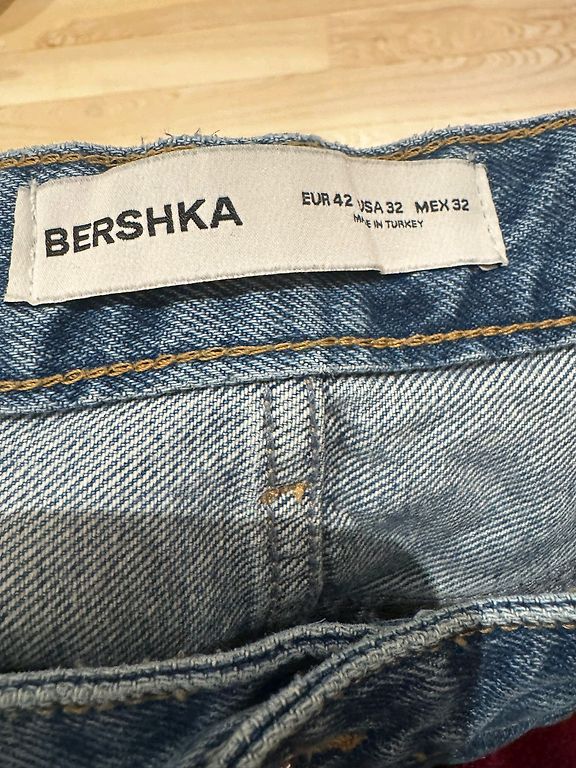 BERSHKA
EUR 42 USA 32 MEX 32
MADE IN TURKEY